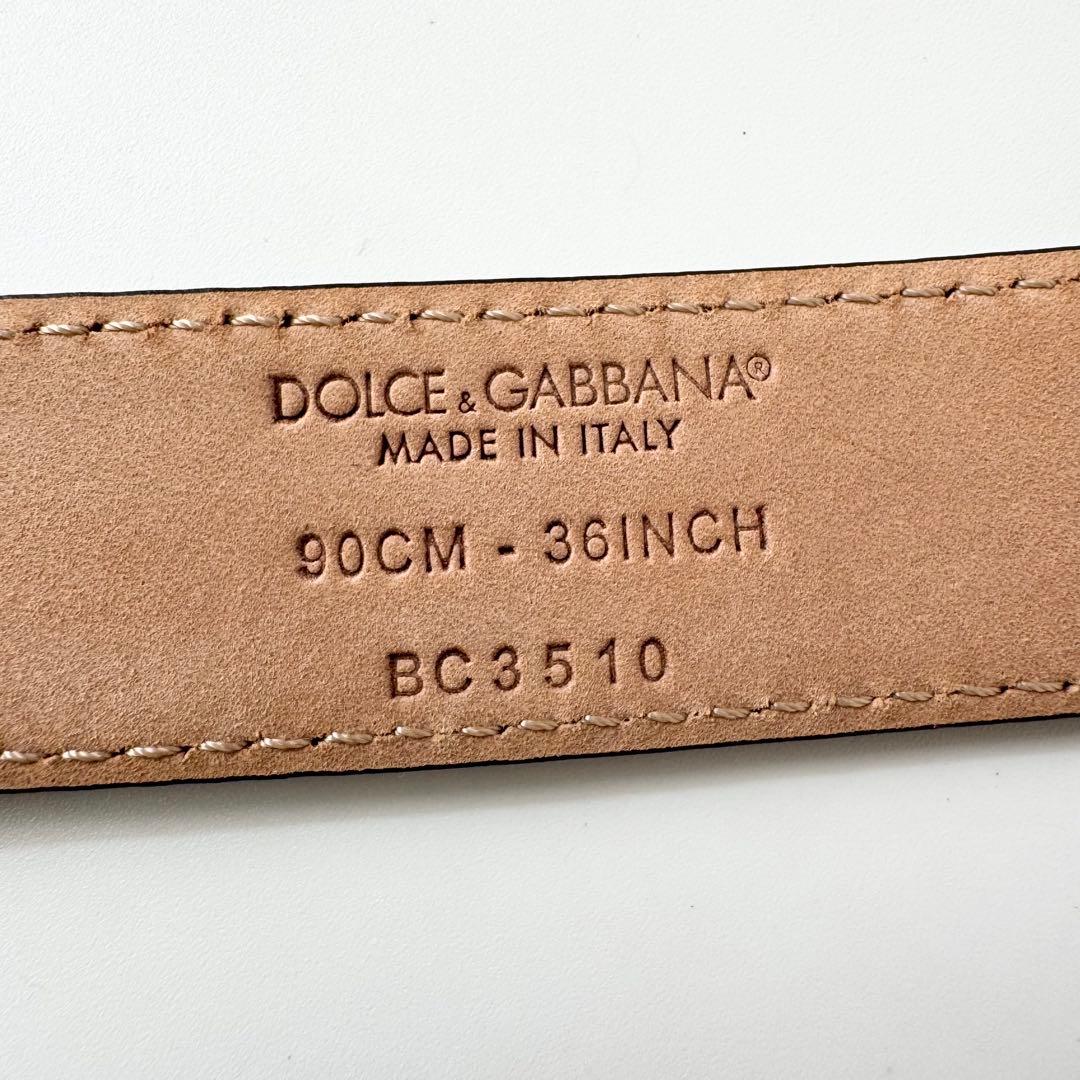 DOLCE & GABBANA®
MADE IN ITALY
90CM - 36INCH
BC3510